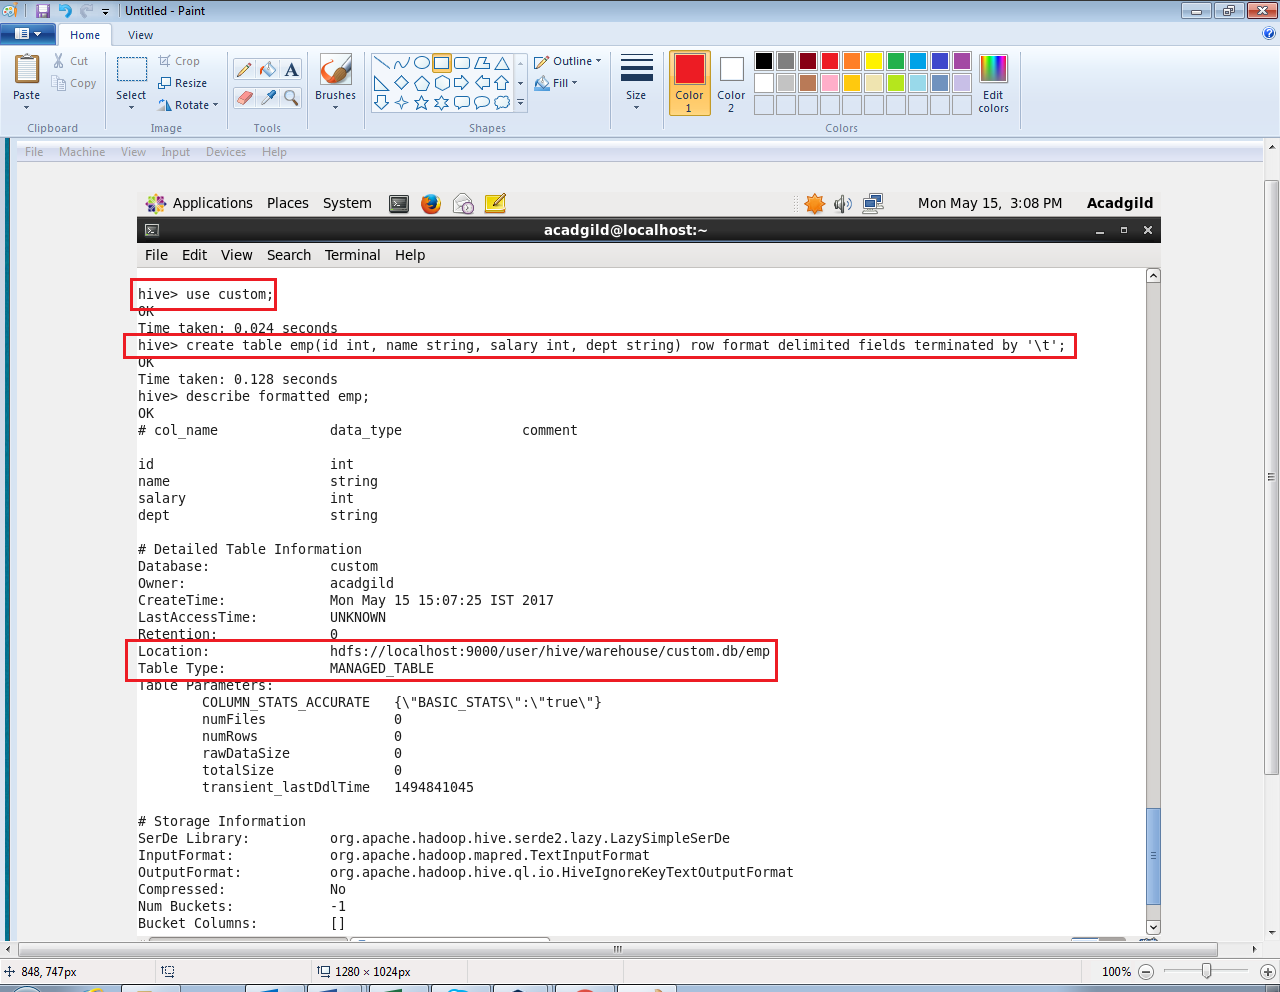 Untitled - Paint
Home
View
Paste
Cut
Copy
Clipboard
Select
Crop
Resize
Rotate
Image
A
Tools
Brushes
Outline
Fill
Shapes
Size
Color 1
Color 2
Edit colors
Colors
File Machine View Input Devices Help
Applications Places System
Mon May 15, 3:08 PM
Acadgild
acadgild@localhost:~
File Edit View Search Terminal Help
hive> use custom;
OK
Time taken: 0.024 seconds
hive> create table emp(id int, name string, salary int, dept string) row format delimited fields terminated by '\t';
OK
Time taken: 0.128 seconds
hive> describe formatted emp;
OK
# col_name data_type comment
id int
name string
salary int
dept string
# Detailed Table Information
Database: custom
Owner: acadgild
CreateTime: Mon May 15 15:07:25 IST 2017
LastAccessTime: UNKNOWN
Retention: 0
Location: hdfs://localhost:9000/user/hive/warehouse/custom.db/emp
Table Type: MANAGED_TABLE
Table Parameters:
COLUMN_STATS_ACCURATE {\"BASIC_STATS\":\"true\"}
numFiles 0
numRows 0
rawDataSize 0
totalSize 0
transient_lastDdlTime 1494841045
# Storage Information
SerDe Library: org.apache.hadoop.hive.serde2.lazy.LazySimpleSerDe
InputFormat: org.apache.hadoop.mapred.TextInputFormat
OutputFormat: org.apache.hadoop.hive.ql.io.HiveIgnoreKeyTextOutputFormat
Compressed: No
Num Buckets: -1
Bucket Columns: []
848, 747px
1280 × 1024px
100%